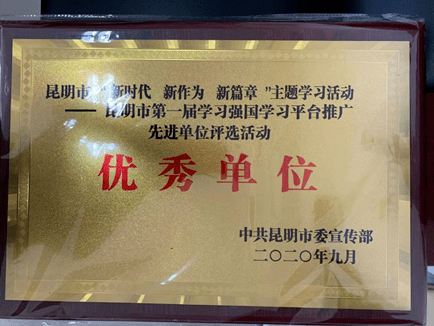 昆明市“新时代 新作为 新篇章”主题学习活动
——昆明市第一届学习强国学习平台推广
先进单位评选活动
优秀单位
中共昆明市委宣传部
二〇二〇年九月